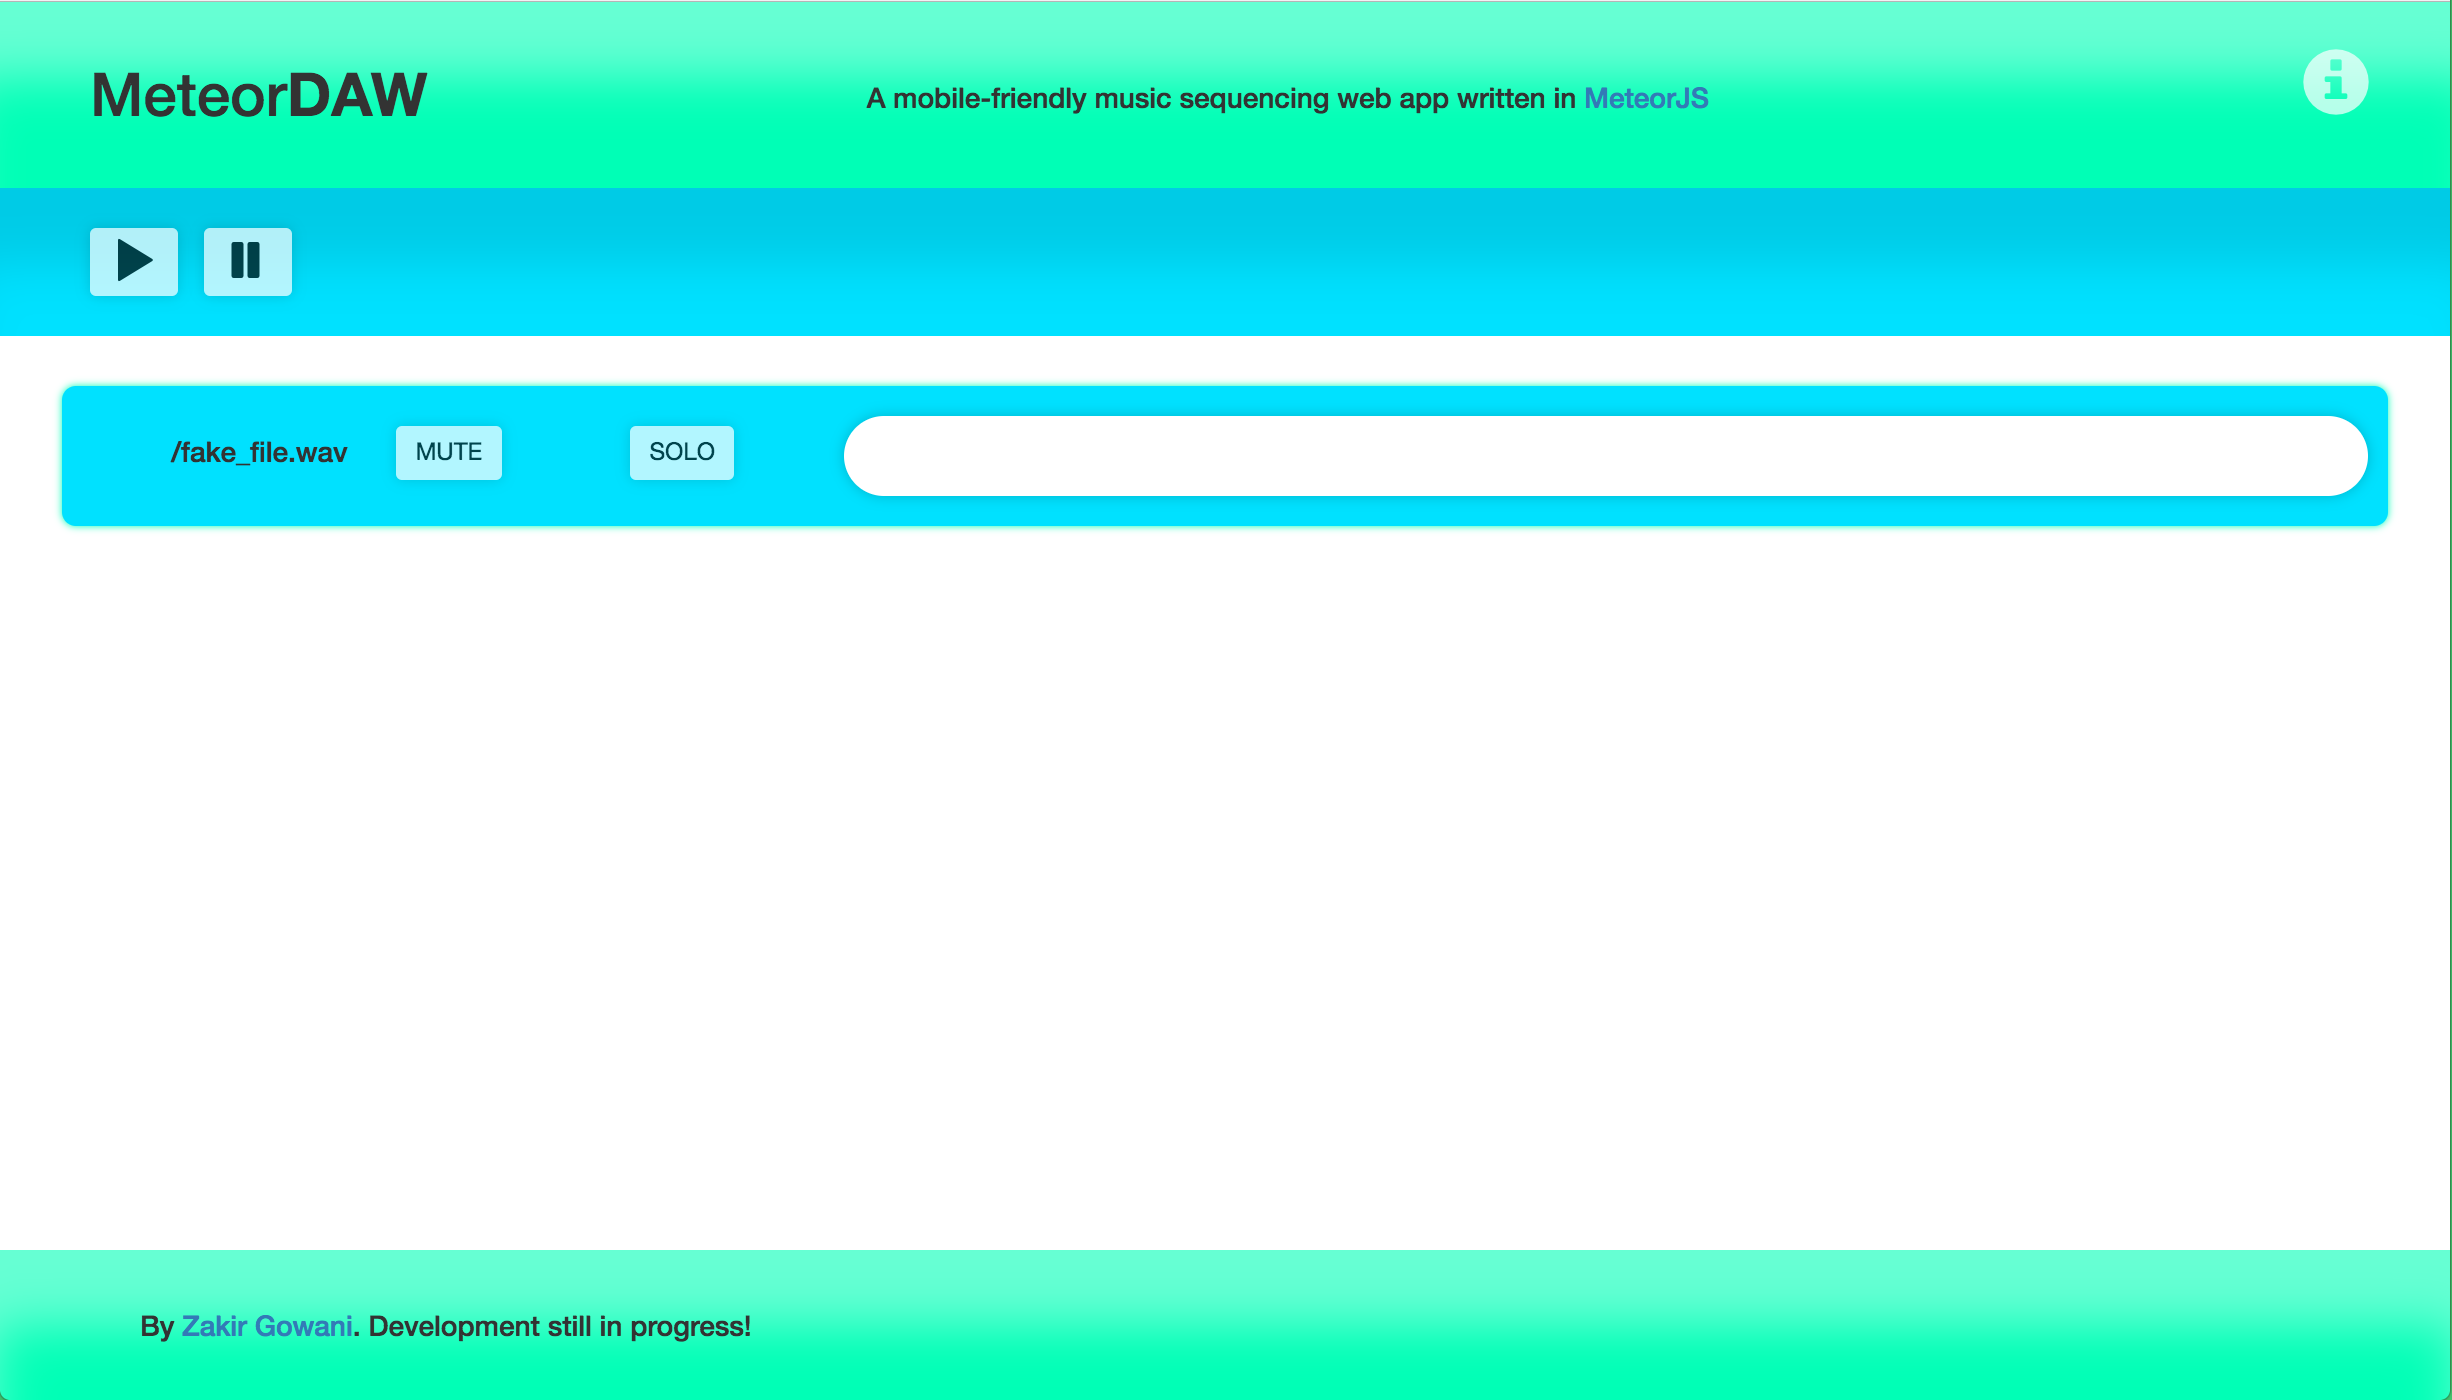 MeteorDAW
A mobile-friendly music sequencing web app written in MeteorJS
/fake_file.wav
MUTE
SOLO
By Zakir Gowani. Development still in progress!